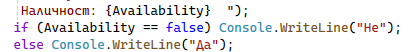 Наличност: {Availability}  ");
if (Availability == false) Console.WriteLine("Не");
else Console.WriteLine("Да");